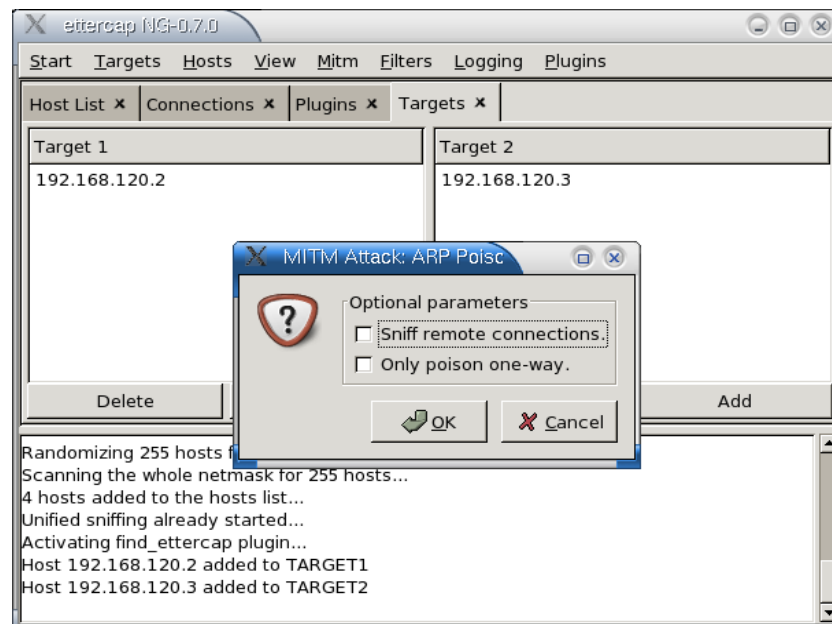 ettercap NG-0.7.0
Start Targets Hosts View Mitm Filters Logging Plugins
Host List Connections Plugins Targets
Target 1 Target 2
192.168.120.2 192.168.120.3
MITM Attack: ARP Poisc
Optional parameters
Sniff remote connections.
Only poison one-way.
OK Cancel
Delete Add
Randomizing 255 hosts
Scanning the whole netmask for 255 hosts...
4 hosts added to the hosts list...
Unified sniffing already started...
Activating find_ettercap plugin...
Host 192.168.120.2 added to TARGET1
Host 192.168.120.3 added to TARGET2